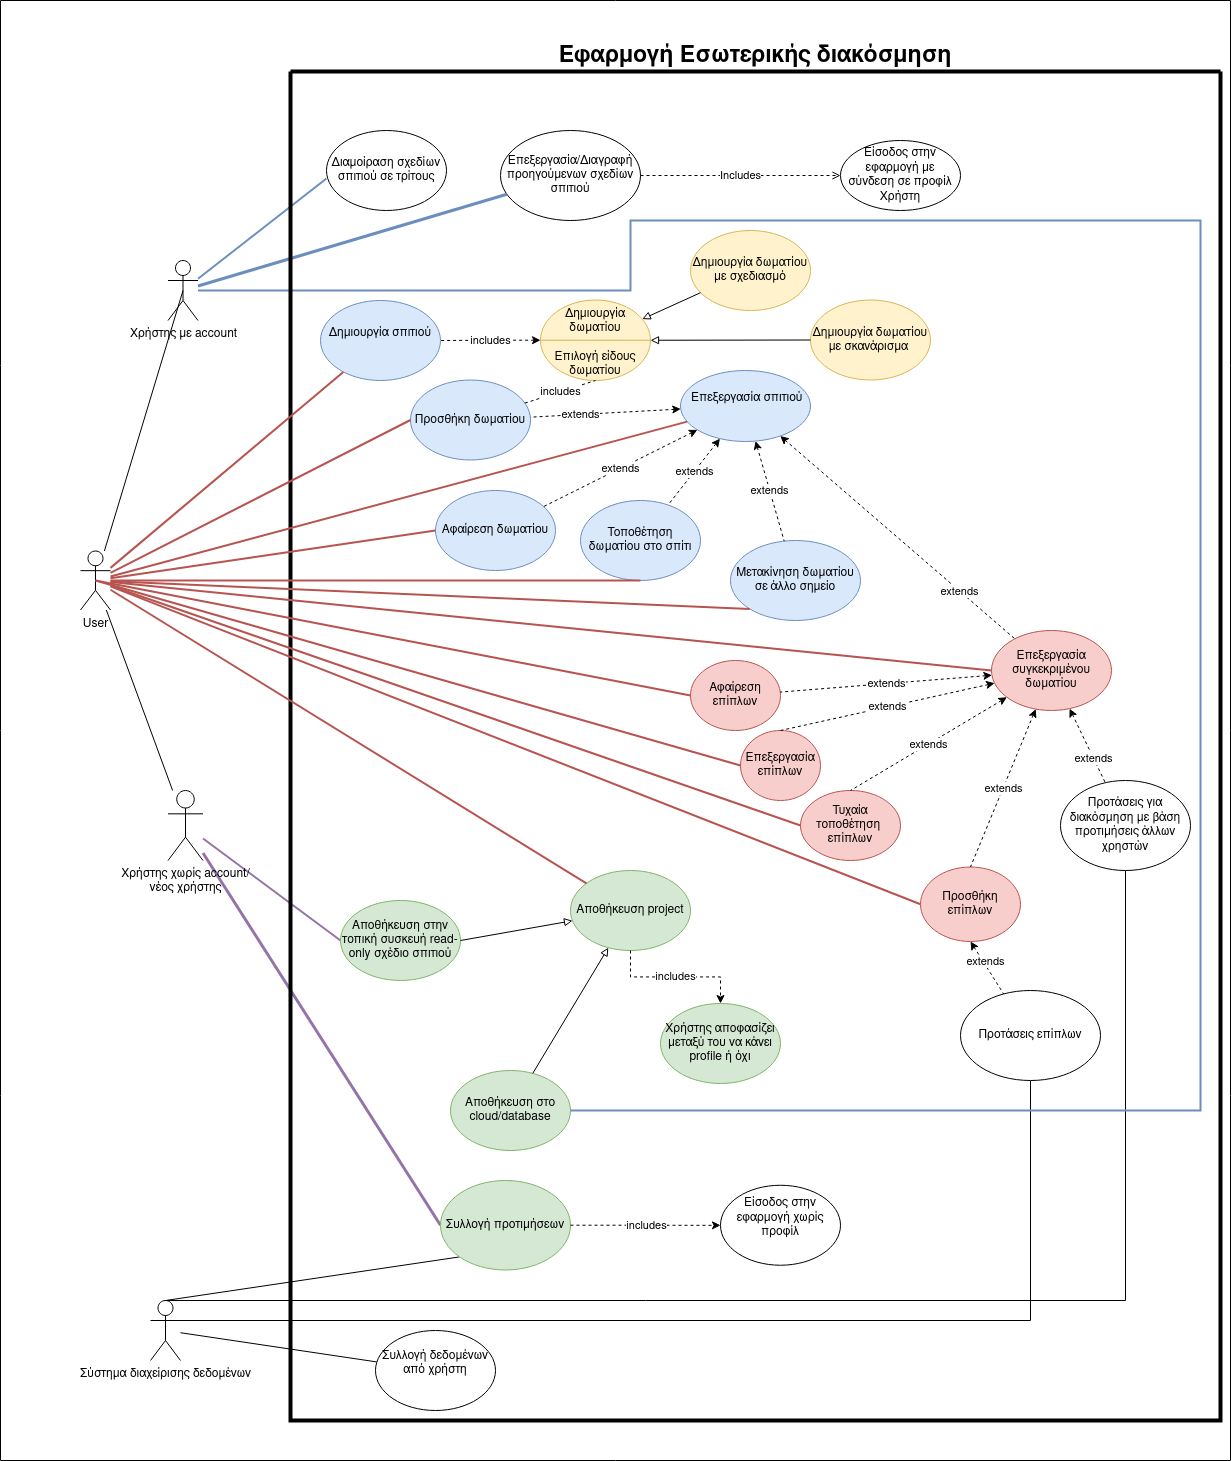 Εφαρμογή Εσωτερικής διακόσμηση
Διαμοίραση σχεδίων
σπιτιού σε τρίτους
Επεξεργασία/Διαγραφή
προηγούμενων σχεδίων
σπιτιού
Includes
Είσοδος στην
εφαρμογή με
σύνδεση σε προφίλ
Χρήστη
Χρήστης με account
Δημιουργία δωματίου
με σχεδιασμό
Δημιουργία σπιτιού
includes
Δημιουργία
δωματίου
Επιλογή είδους
δωματίου
Δημιουργία δωματίου
με σκανάρισμα
includes
Προσθήκη δωματίου
extends
Επεξεργασία σπιτιού
extends
extends
extends
Αφαίρεση δωματίου
Τοποθέτηση
δωματίου στο σπίτι
Μετακίνηση δωματίου
σε άλλο σημείο
extends
User
Επεξεργασία
συγκεκριμένου
δωματίου
Αφαίρεση
επίπλων
extends
extends
Επεξεργασία
επίπλων
extends
extends
extends
Τυχαία
τοποθέτηση
επίπλων
Προτάσεις για
διακόσμηση με βάση
προτιμήσεις άλλων
χρηστών
Χρήστης χωρίς account/
νέος χρήστης
Προσθήκη
επίπλων
Αποθήκευση project
Αποθήκευση στην
τοπική συσκευή read-
only σχέδιο σπιτιού
extends
includes
Χρήστης αποφασίζει
μεταξύ του να κάνει
profile ή όχι
Προτάσεις επίπλων
Αποθήκευση στο
cloud/database
Συλλογή προτιμήσεων
includes
Είσοδος στην
εφαρμογή χωρίς
προφίλ
Σύστημα διαχείρισης δεδομένων
Συλλογή δεδομένων
από χρήστη